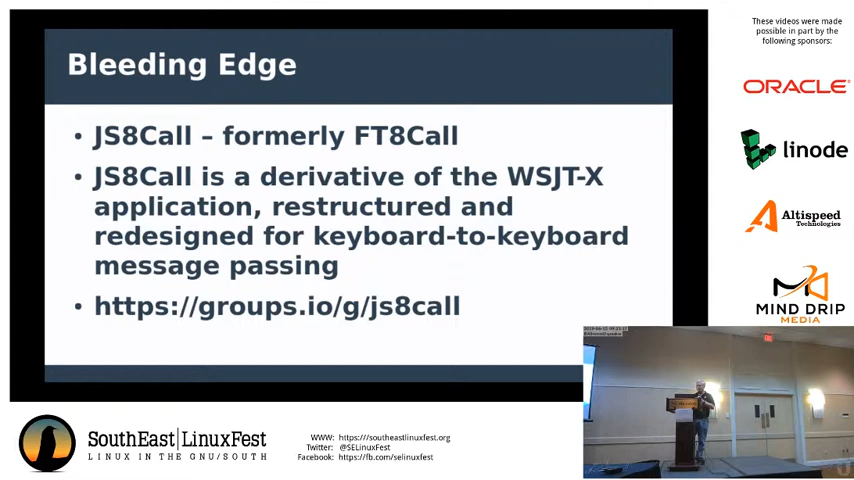 Bleeding Edge
• JS8Call – formerly FT8Call
• JS8Call is a derivative of the WSJT-X
application, restructured and
redesigned for keyboard-to-keyboard
message passing
• https://groups.io/g/js8call
These videos were made
possible in part by the
following sponsors:
ORACLE
linode
Altispeed
Technologies
MIND DRIP
MEDIA
SouthEast|LinuxFest
LINUX IN THE GNU/SOUTH
WWW: https://southeastlinuxfest.org
Twitter: @SELinuxFest
Facebook: https://fb.com/selinuxfest